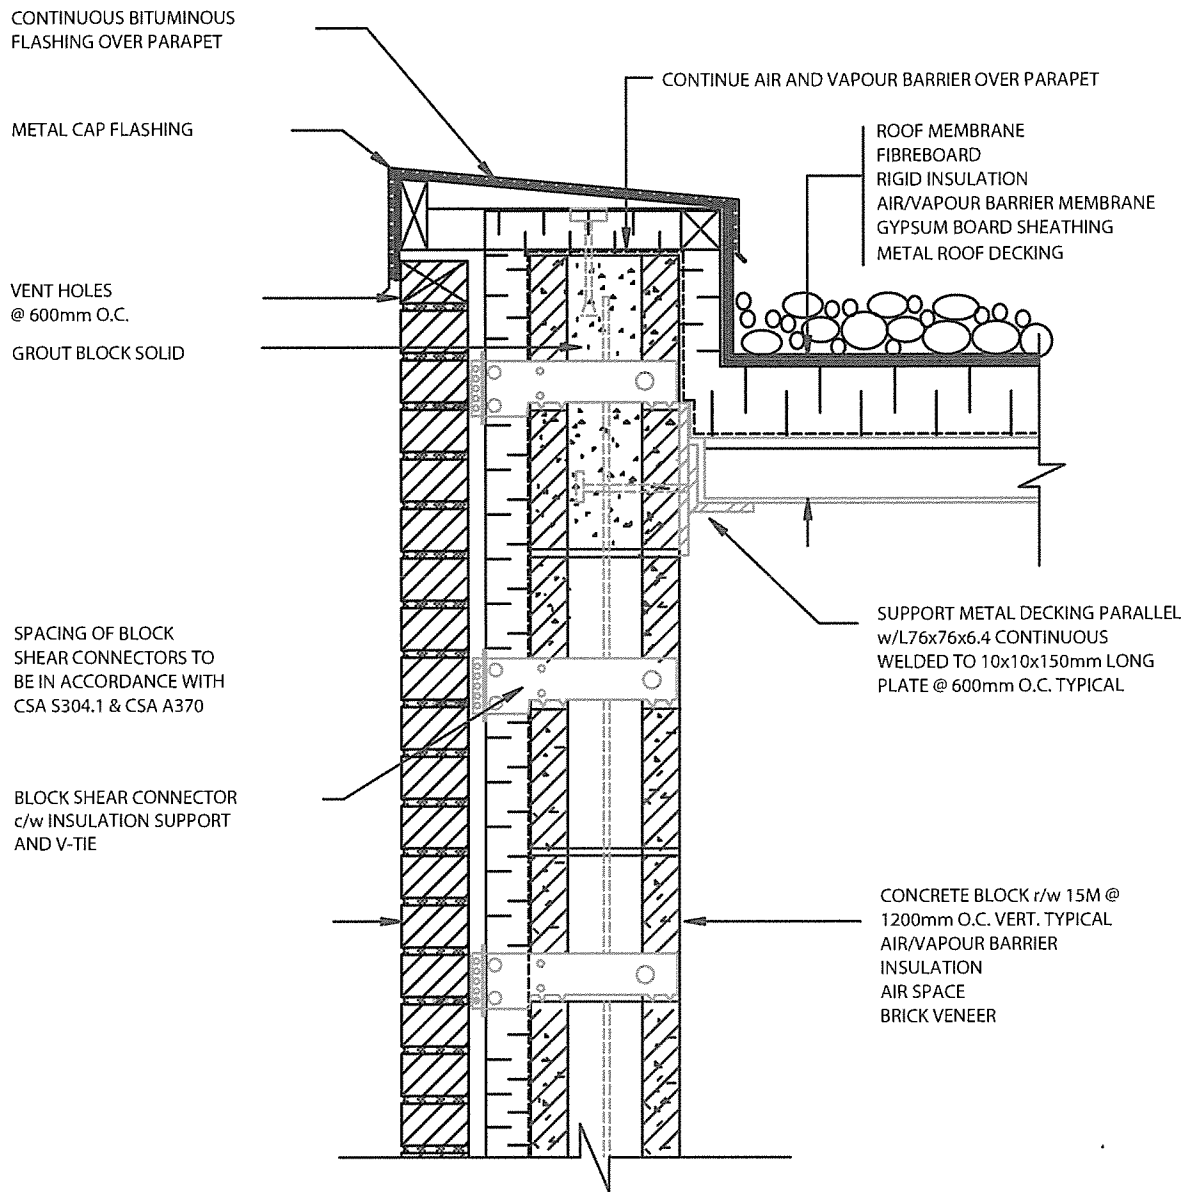 CONTINUOUS BITUMINOUS
FLASHING OVER PARAPET
CONTINUE AIR AND VAPOUR BARRIER OVER PARAPET
METAL CAP FLASHING
ROOF MEMBRANE
FIBREBOARD
RIGID INSULATION
AIR/VAPOUR BARRIER MEMBRANE
GYPSUM BOARD SHEATHING
METAL ROOF DECKING
VENT HOLES
@ 600mm O.C.
GROUT BLOCK SOLID
SUPPORT METAL DECKING PARALLEL
w/L76x76x6.4 CONTINUOUS
WELDED TO 10x10x150mm LONG
PLATE @ 600mm O.C. TYPICAL
SPACING OF BLOCK
SHEAR CONNECTORS TO
BE IN ACCORDANCE WITH
CSA S304.1 & CSA A370
BLOCK SHEAR CONNECTOR
c/w INSULATION SUPPORT
AND V-TIE
CONCRETE BLOCK r/w 15M @
1200mm O.C. VERT. TYPICAL
AIR/VAPOUR BARRIER
INSULATION
AIR SPACE
BRICK VENEER